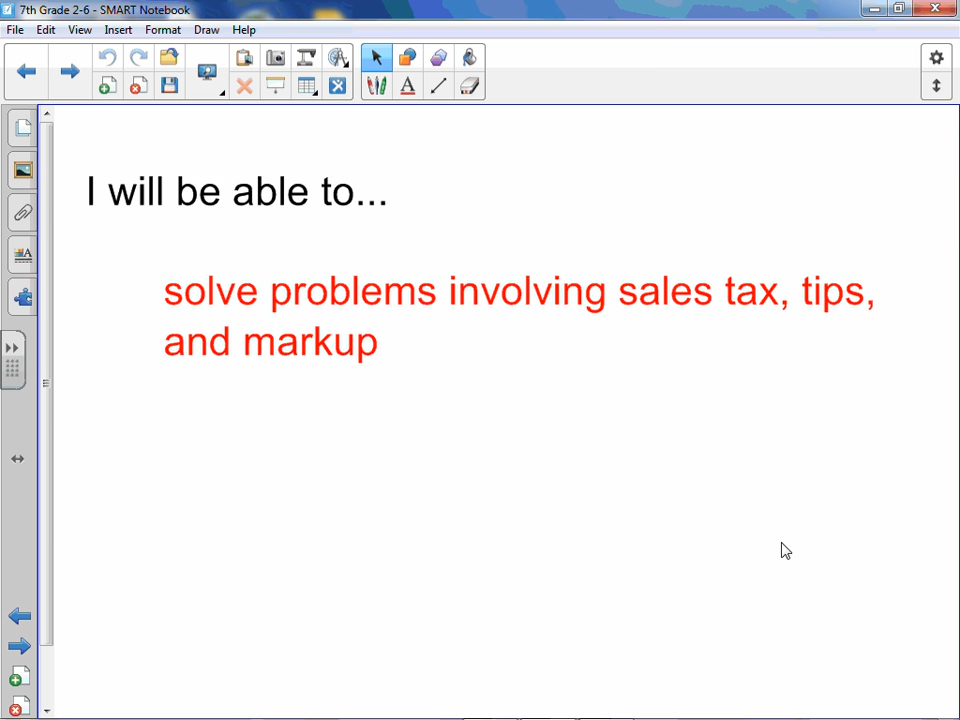 7th Grade 2-6 - SMART Notebook
File Edit View Insert Format Draw Help
I will be able to...
solve problems involving sales tax, tips,
and markup